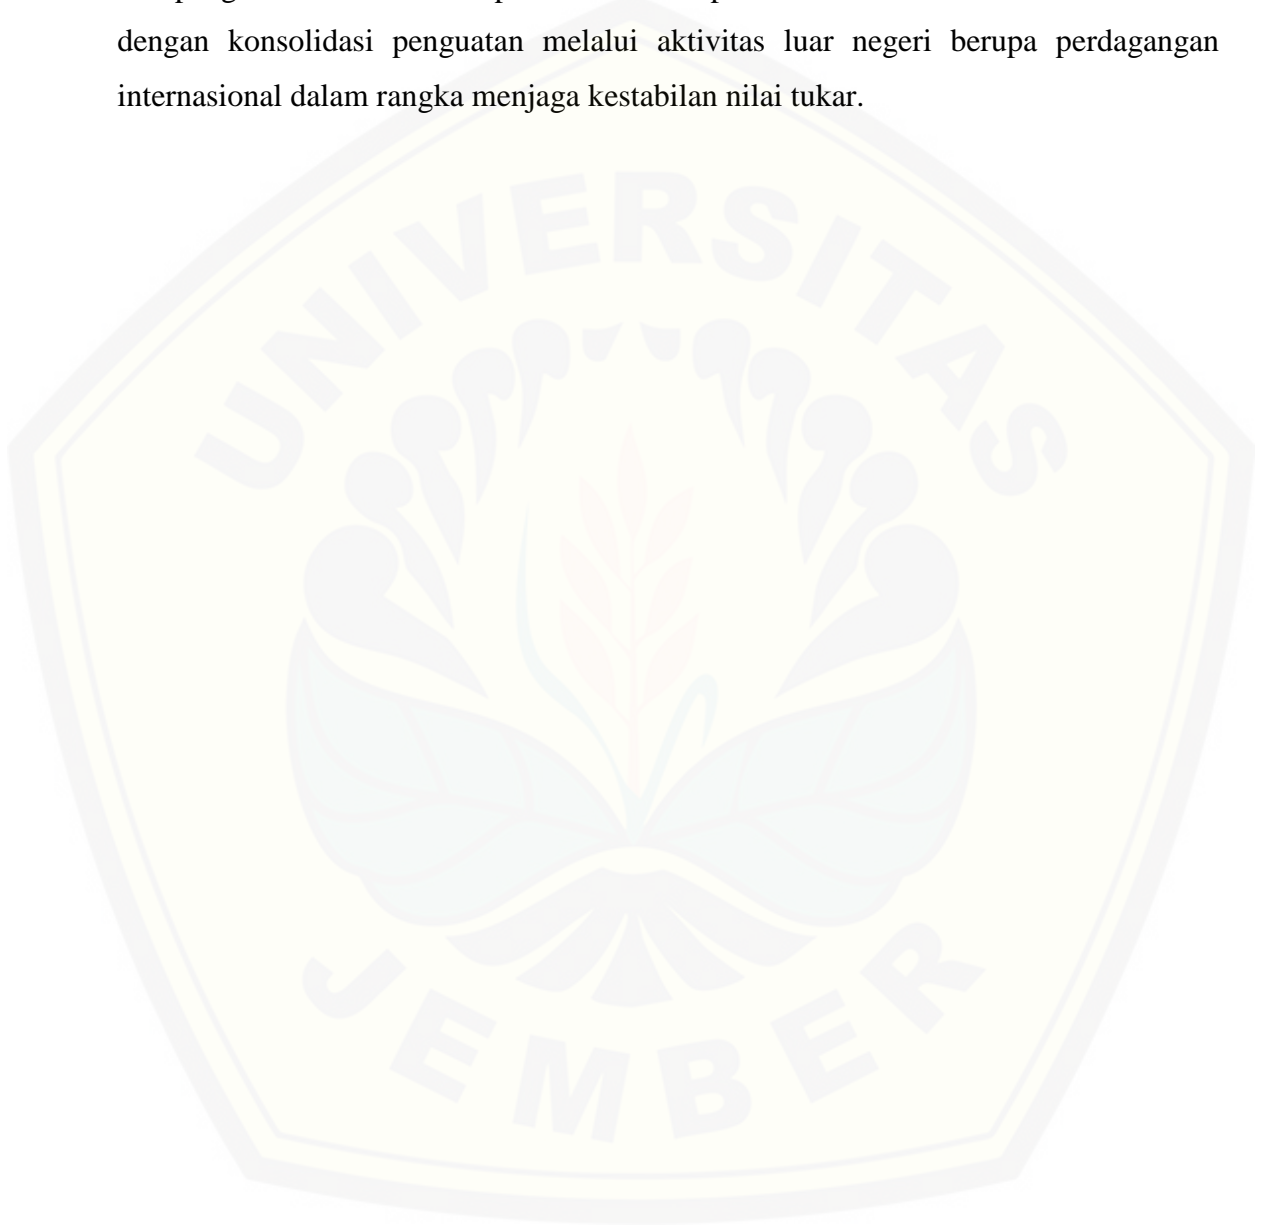 dengan konsolidasi penguatan melalui aktivitas luar negeri berupa perdagangan
internasional dalam rangka menjaga kestabilan nilai tukar.
UNIVERSITAS
JEMBER